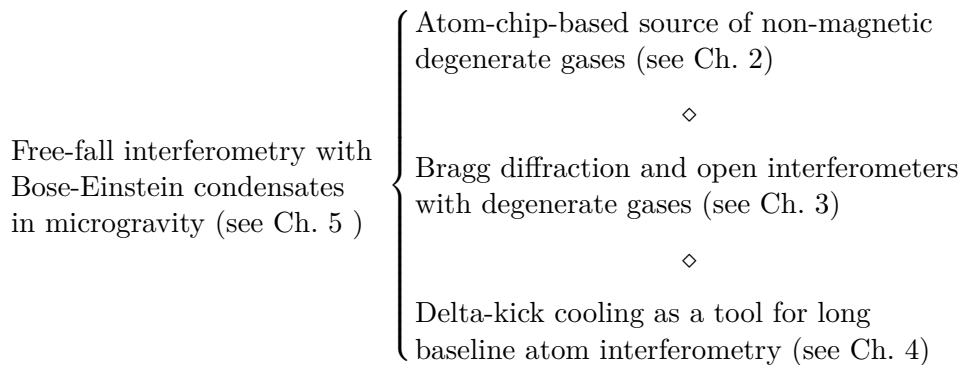 Free-fall interferometry with
Bose-Einstein condensates
in microgravity (see Ch. 5 )
Atom-chip-based source of non-magnetic
degenerate gases (see Ch. 2)
⋄
Bragg diffraction and open interferometers
with degenerate gases (see Ch. 3)
⋄
Delta-kick cooling as a tool for long
baseline atom interferometry (see Ch. 4)